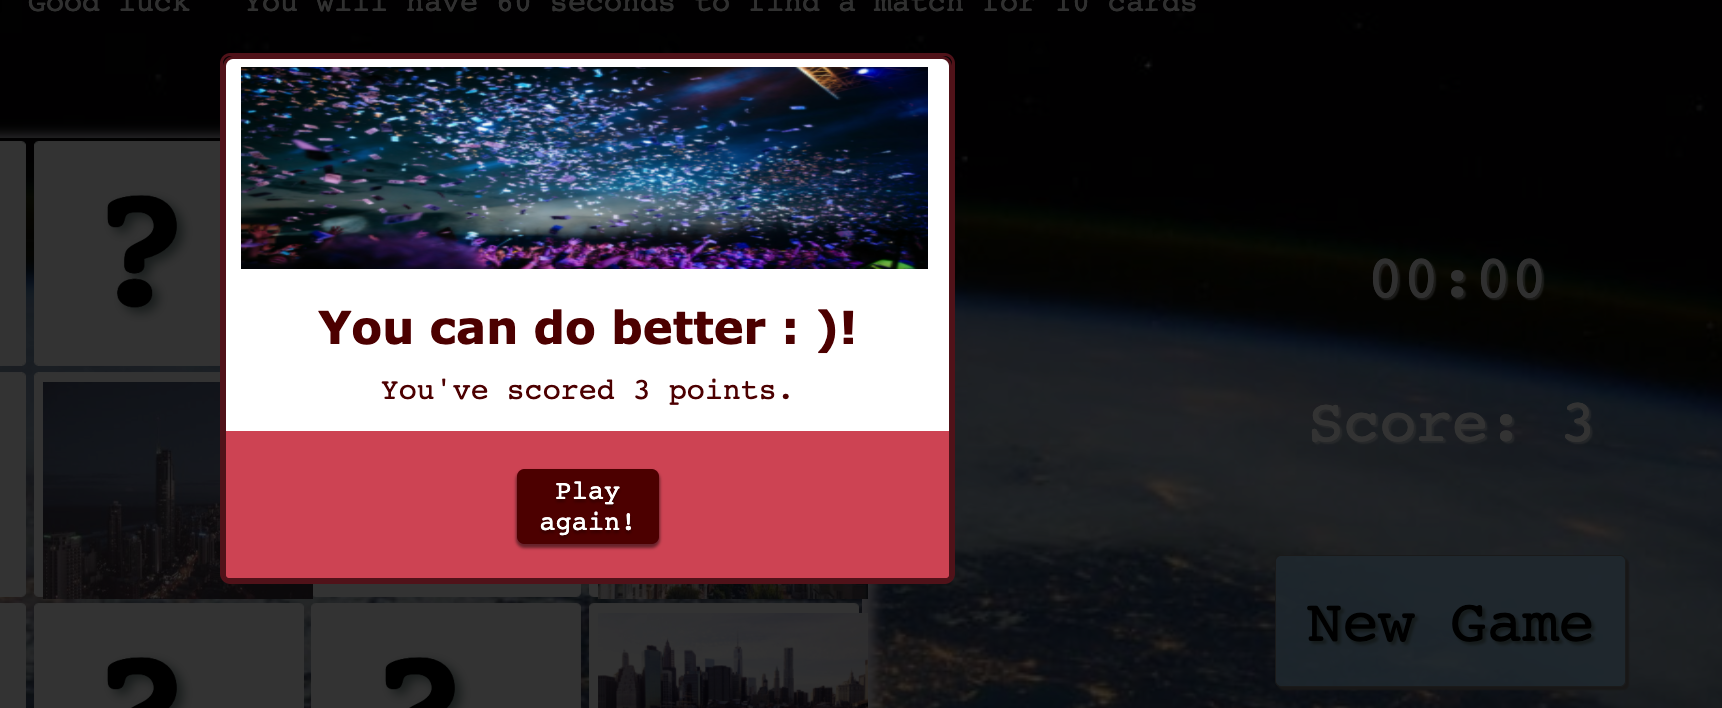 Good luck You will have 60 seconds to find a match for 10 cards
?
You can do better : )!
You've scored 3 points.
00:00
Score: 3
Play
again!
New Game
? ?